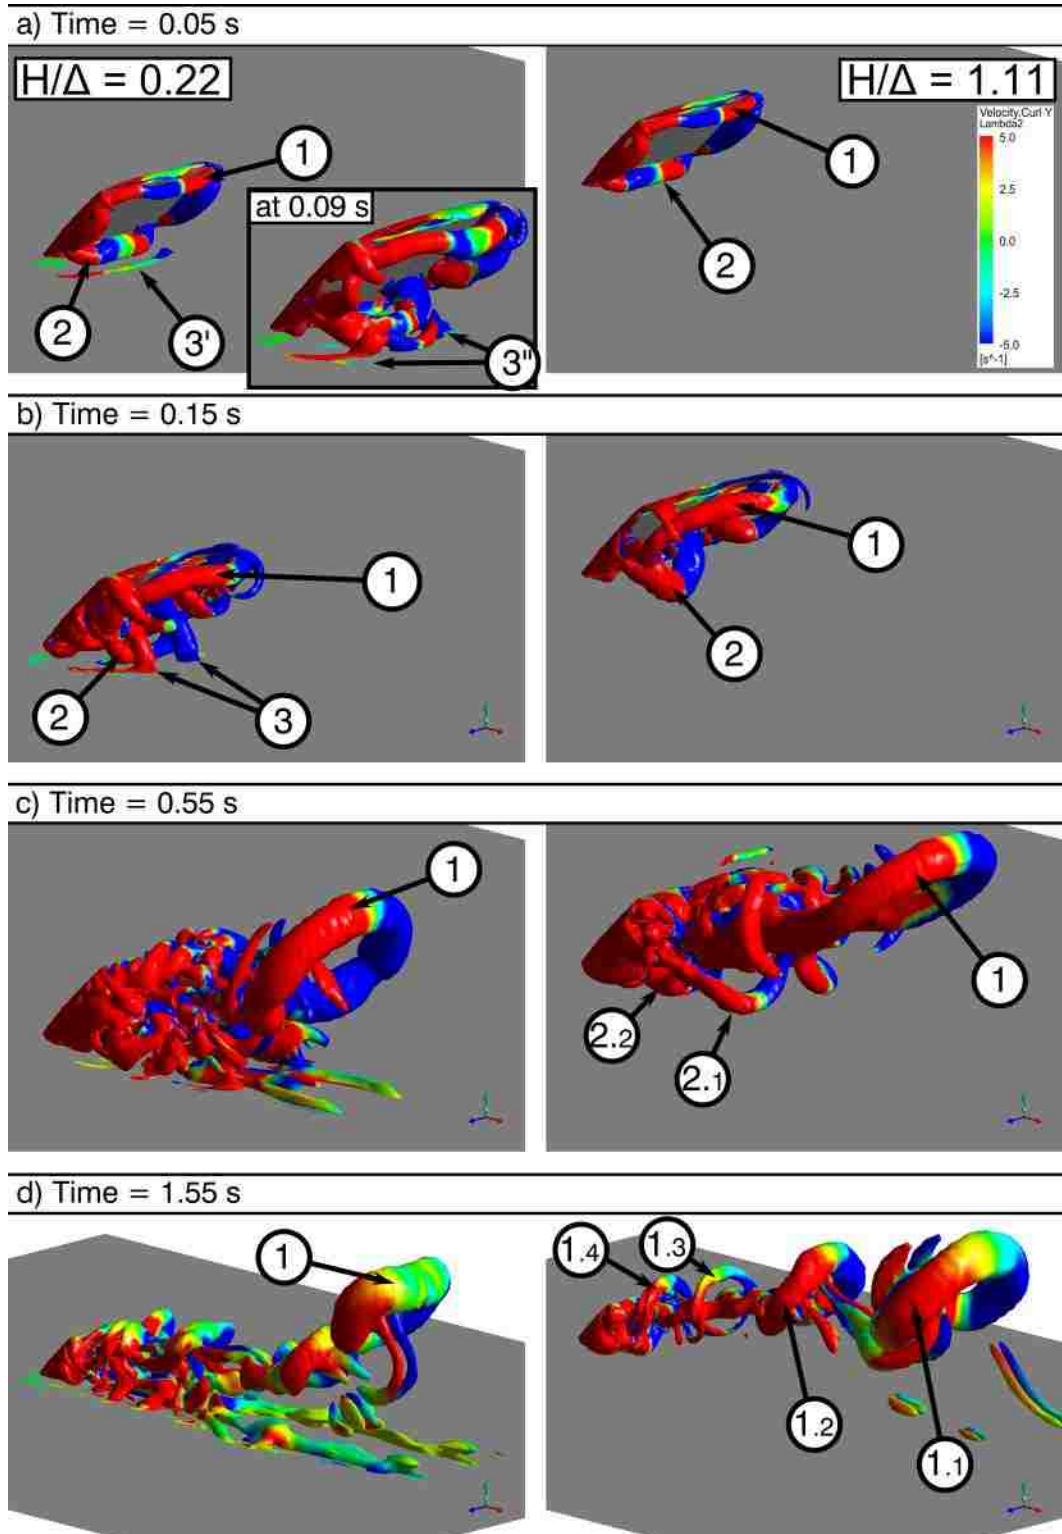 a) Time = 0.05 s
H/Δ = 0.22
H/Δ = 1.11
Velocity.Curl Y
Lambda2
5.0
2.5
0.0
-2.5
-5.0
[s^-1]
1
at 0.09 s
2
3'
3"
1
2
b) Time = 0.15 s
1
2
3
1
2
c) Time = 0.55 s
1
1
2.2
2.1
d) Time = 1.55 s
1
1.4
1.3
1.2
1.1